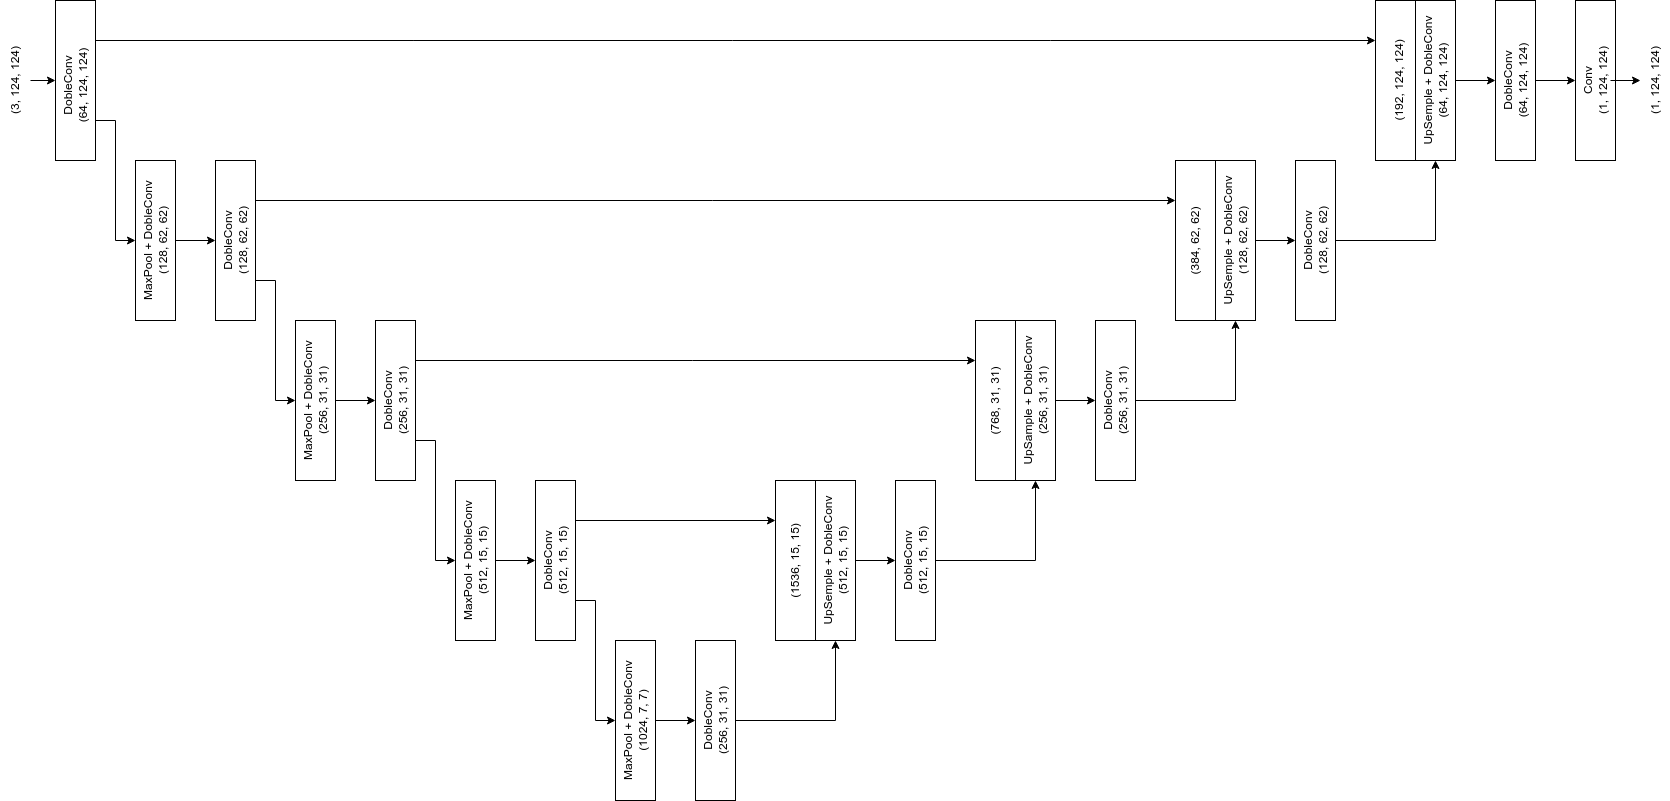 (3, 124, 124)
DobleConv
(64, 124, 124)
(192, 124, 124)
UpSemple + DobleConv
(64, 124, 124)
DobleConv
(64, 124, 124)
Conv
(1, 124, 124)
(1, 124, 124)
MaxPool + DobleConv
(128, 62, 62)
DobleConv
(128, 62, 62)
(384, 62, 62)
UpSemple + DobleConv
(128, 62, 62)
DobleConv
(128, 62, 62)
MaxPool + DobleConv
(256, 31, 31)
DobleConv
(256, 31, 31)
(768, 31, 31)
UpSample + DobleConv
(256, 31, 31)
DobleConv
(256, 31, 31)
MaxPool + DobleConv
(512, 15, 15)
DobleConv
(512, 15, 15)
(1536, 15, 15)
UpSemple + DobleConv
(512, 15, 15)
DobleConv
(512, 15, 15)
MaxPool + DobleConv
(1024, 7, 7)
DobleConv
(256, 31, 31)